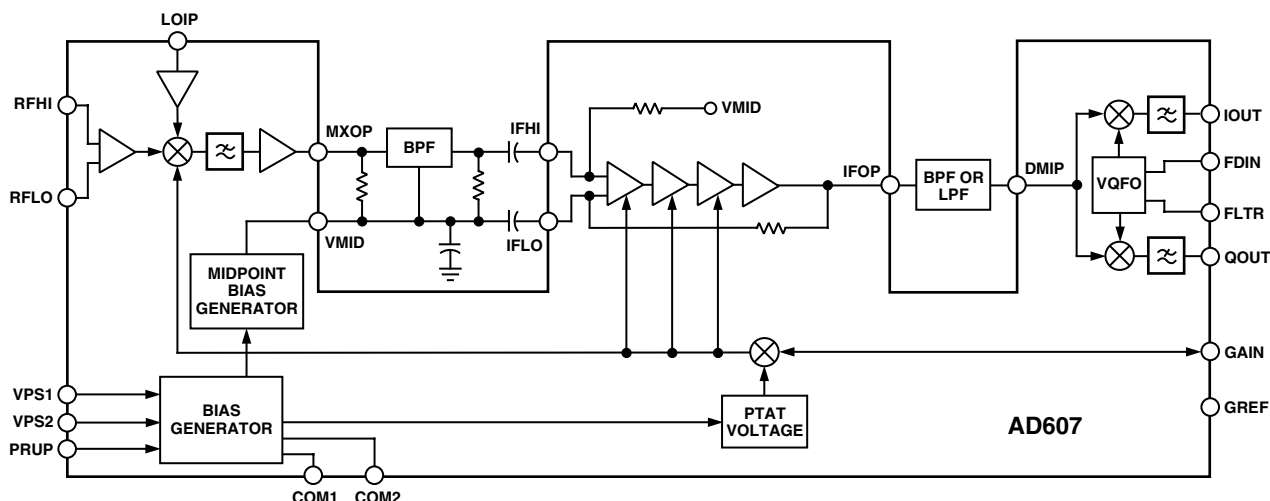 LOIP
RFHI
RFLO
MXOP
BPF
IFHI
VMID
VMID
IFLO
IFOP
BPF OR
LPF
DMIP
VQFO
IOUT
FDIN
FLTR
QOUT
MIDPOINT
BIAS
GENERATOR
GAIN
GREF
VPS1
VPS2
PRUP
BIAS
GENERATOR
PTAT
VOLTAGE
AD607
COM1
COM2